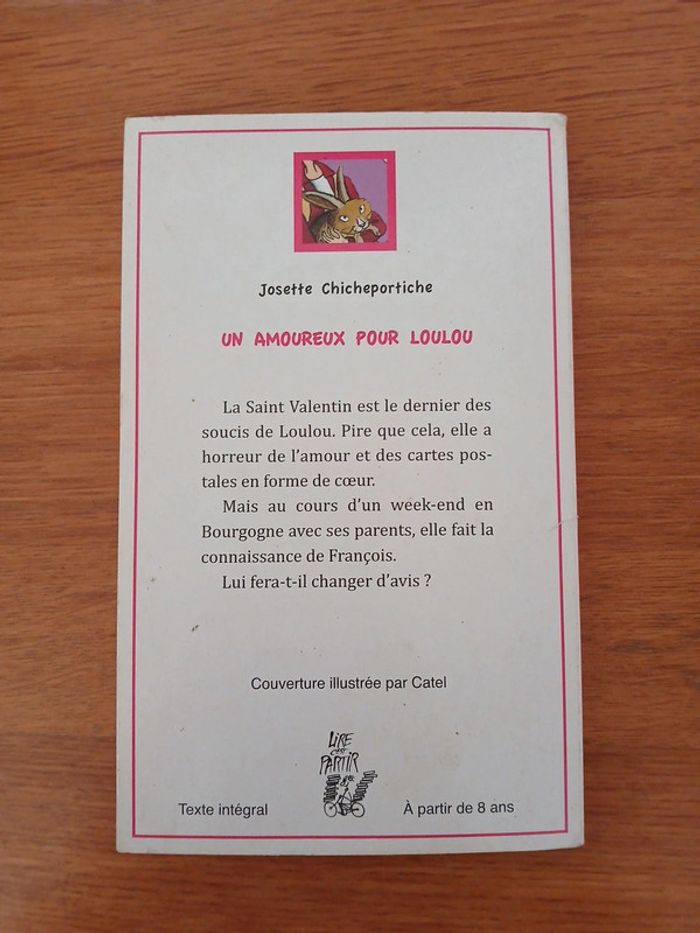 Josette Chicheportiche
UN AMOUREUX POUR LOULOU
La Saint Valentin est le dernier des
soucis de Loulou. Pire que cela, elle a
horreur de l'amour et des cartes pos-
tales en forme de cœur.
Mais au cours d'un week-end en
Bourgogne avec ses parents, elle fait la
connaissance de François.
Lui fera-t-il changer d'avis ?
Couverture illustrée par Catel
LIRE
C'EST
PARTIR
Texte intégral
À partir de 8 ans